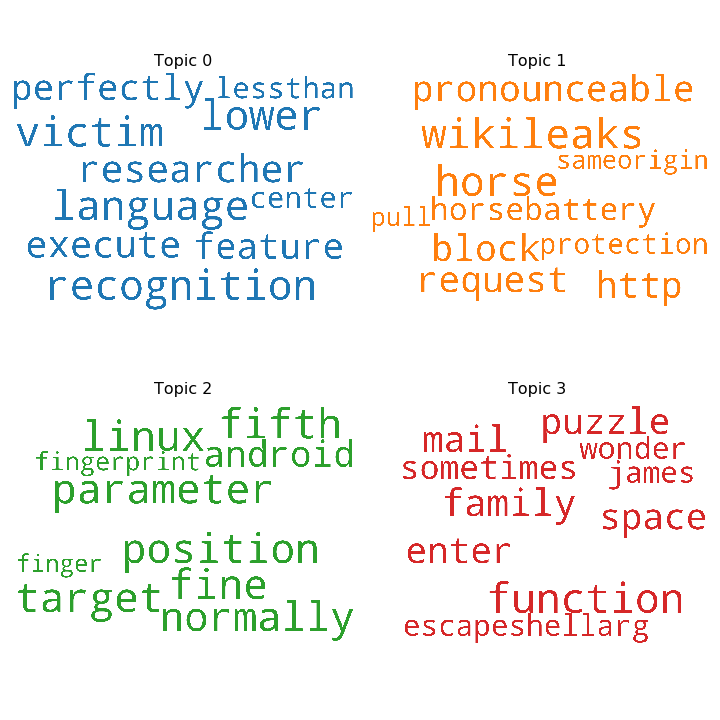 Topic 0
perfectly lessthan
lower
victim
researcher
language center
execute feature
recognition
Topic 1
pronounceable
wikileaks
sameorigin
horse
pull horsebattery
block protection
request http
Topic 2
linux fifth
fingerprint android
parameter
position
finger
target fine
normally
Topic 3
mail puzzle
wonder
sometimes james
family space
enter
function
escapeshellarg